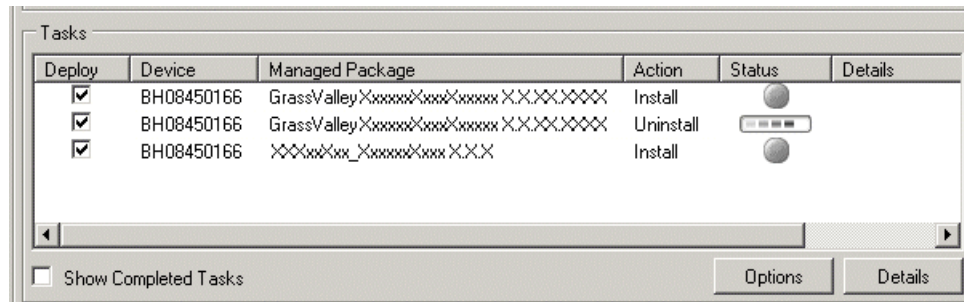 Tasks
Deploy Device Managed Package Action Status Details
BH08450166 GrassValleyXxxxxxXxxxXxxxxx X.X.XX.XXXX Install
BH08450166 GrassValleyXxxxxxXxxxXxxxxx X.X.XX.XXXX Uninstall
BH08450166 XXXxxXxx_XxxxxxXxxx X.X.X Install
Show Completed Tasks Options Details